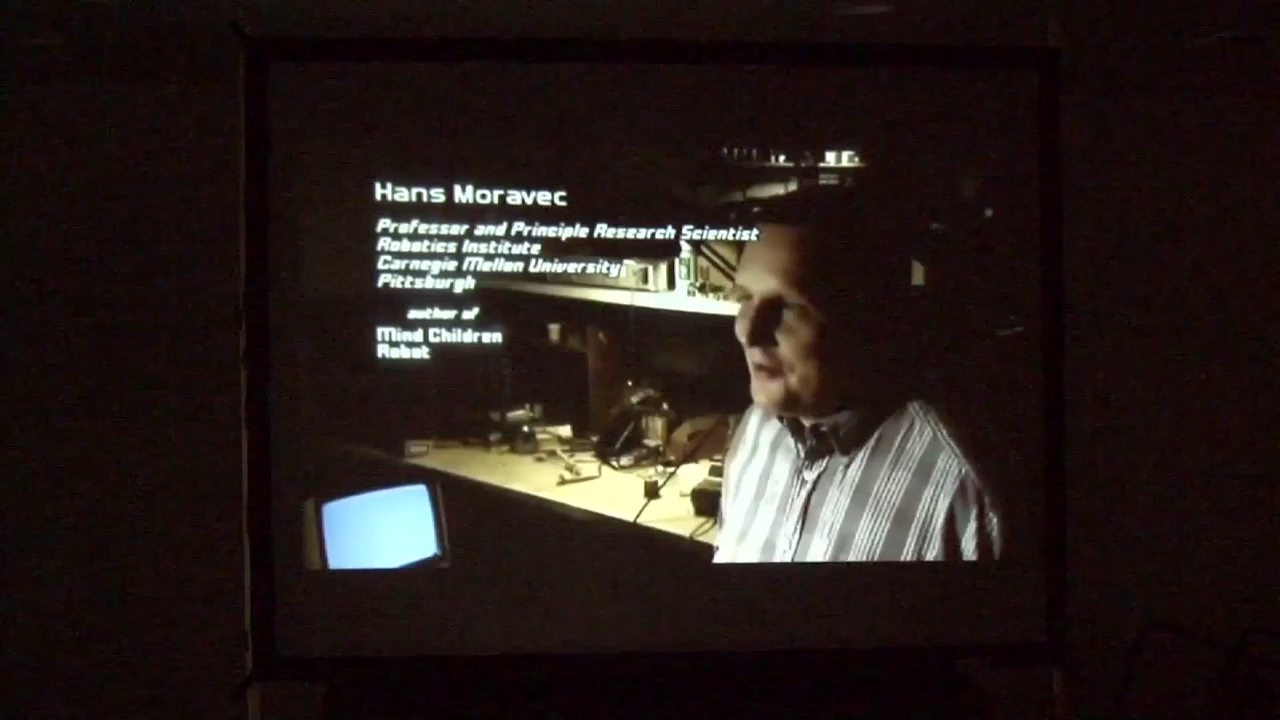 Hans Moravec
Professor and Principle Research Scientist
Robotics Institute
Carnegie Mellon University
Pittsburgh
author of
Mind Children
Robot